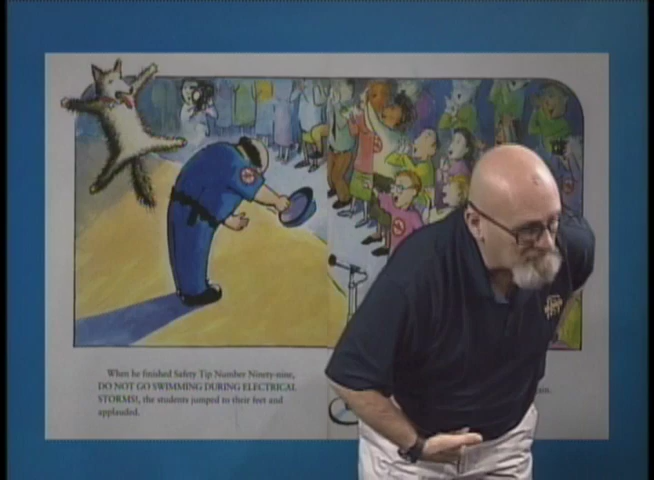 When he finished Safety Tip Number Ninety-nine,
DO NOT GO SWIMMING DURING ELECTRICAL
STORMS!, the students jumped to their feet and
applauded.